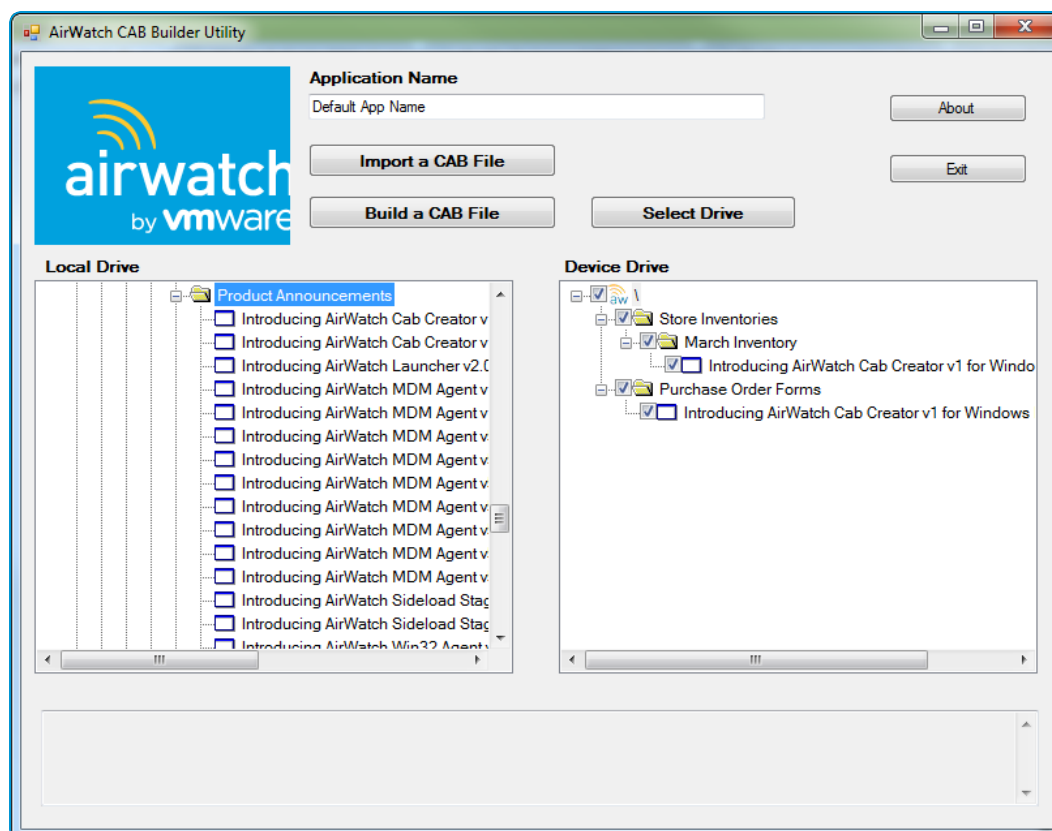 AirWatch CAB Builder Utility
Application Name
Default App Name
About
Import a CAB File
Exit
Build a CAB File
Select Drive
airwatch
by vmware
Local Drive
Product Announcements
Introducing AirWatch Cab Creator v
Introducing AirWatch Cab Creator v
Introducing AirWatch Launcher v2.0
Introducing AirWatch MDM Agent v
Introducing AirWatch MDM Agent v
Introducing AirWatch MDM Agent v
Introducing AirWatch MDM Agent v
Introducing AirWatch MDM Agent v
Introducing AirWatch MDM Agent v
Introducing AirWatch MDM Agent v
Introducing AirWatch MDM Agent v
Introducing AirWatch MDM Agent v
Introducing AirWatch Sideload Stag
Introducing AirWatch Sideload Stag
Introducing AirWatch Win32 Agent v
Device Drive
aw \
Store Inventories
March Inventory
Introducing AirWatch Cab Creator v1 for Windo
Purchase Order Forms
Introducing AirWatch Cab Creator v1 for Windows